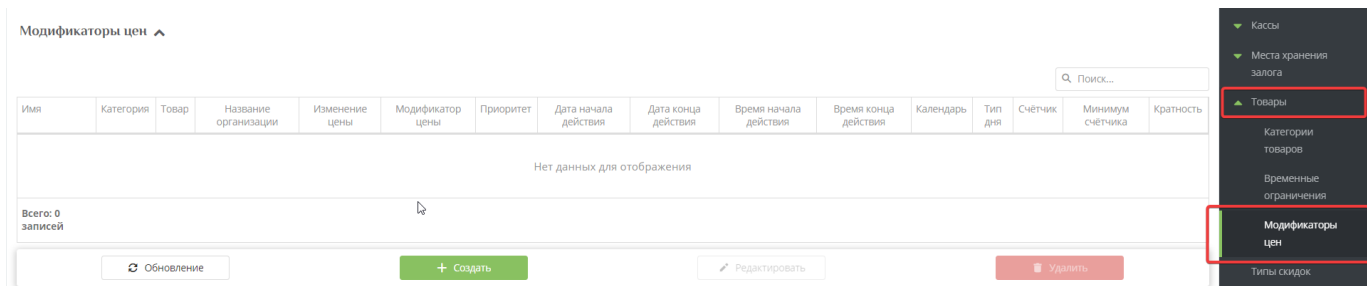 Модификаторы цен
Поиск...
Имя Категория Товар Название организации Изменение цены Модификатор цены Приоритет Дата начала действия Дата конца действия Время начала действия Время конца действия Календарь Тип дня Счётчик Минимум счётчика Кратность
Нет данных для отображения
Всего: 0
записей
Обновление
Создать
Редактировать
Удалить
Кассы
Места хранения
залога
Товары
Категории
товаров
Временные
ограничения
Модификаторы
цен
Типы скидок